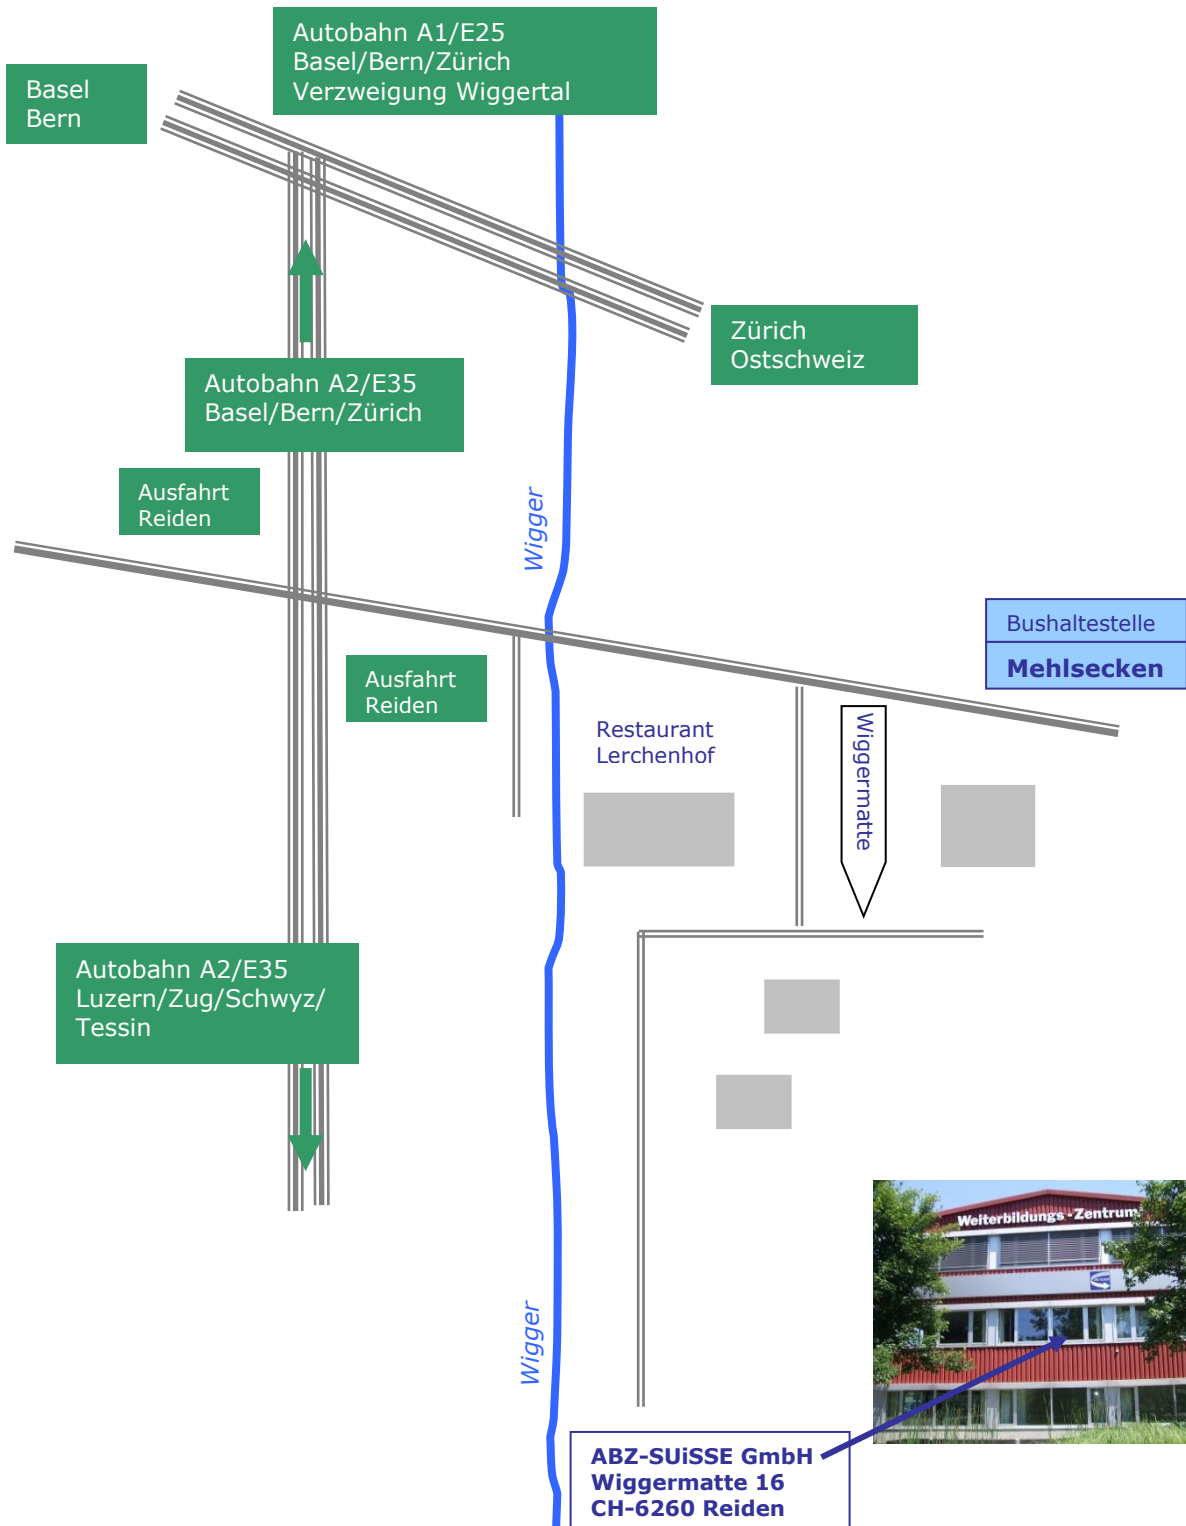 Autobahn A1/E25
Basel/Bern/Zürich
Verzweigung Wiggertal
Basel
Bern
Zürich
Ostschweiz
Autobahn A2/E35
Basel/Bern/Zürich
Ausfahrt
Reiden
Wigger
Bushaltestelle
Mehlsecken
Ausfahrt
Reiden
Restaurant
Lerchenhof
Wiggermatte
Autobahn A2/E35
Luzern/Zug/Schwyz/
Tessin
Weiterbildungs-Zentrum
Wigger
ABZ-SUiSSE GmbH
Wiggermatte 16
CH-6260 Reiden